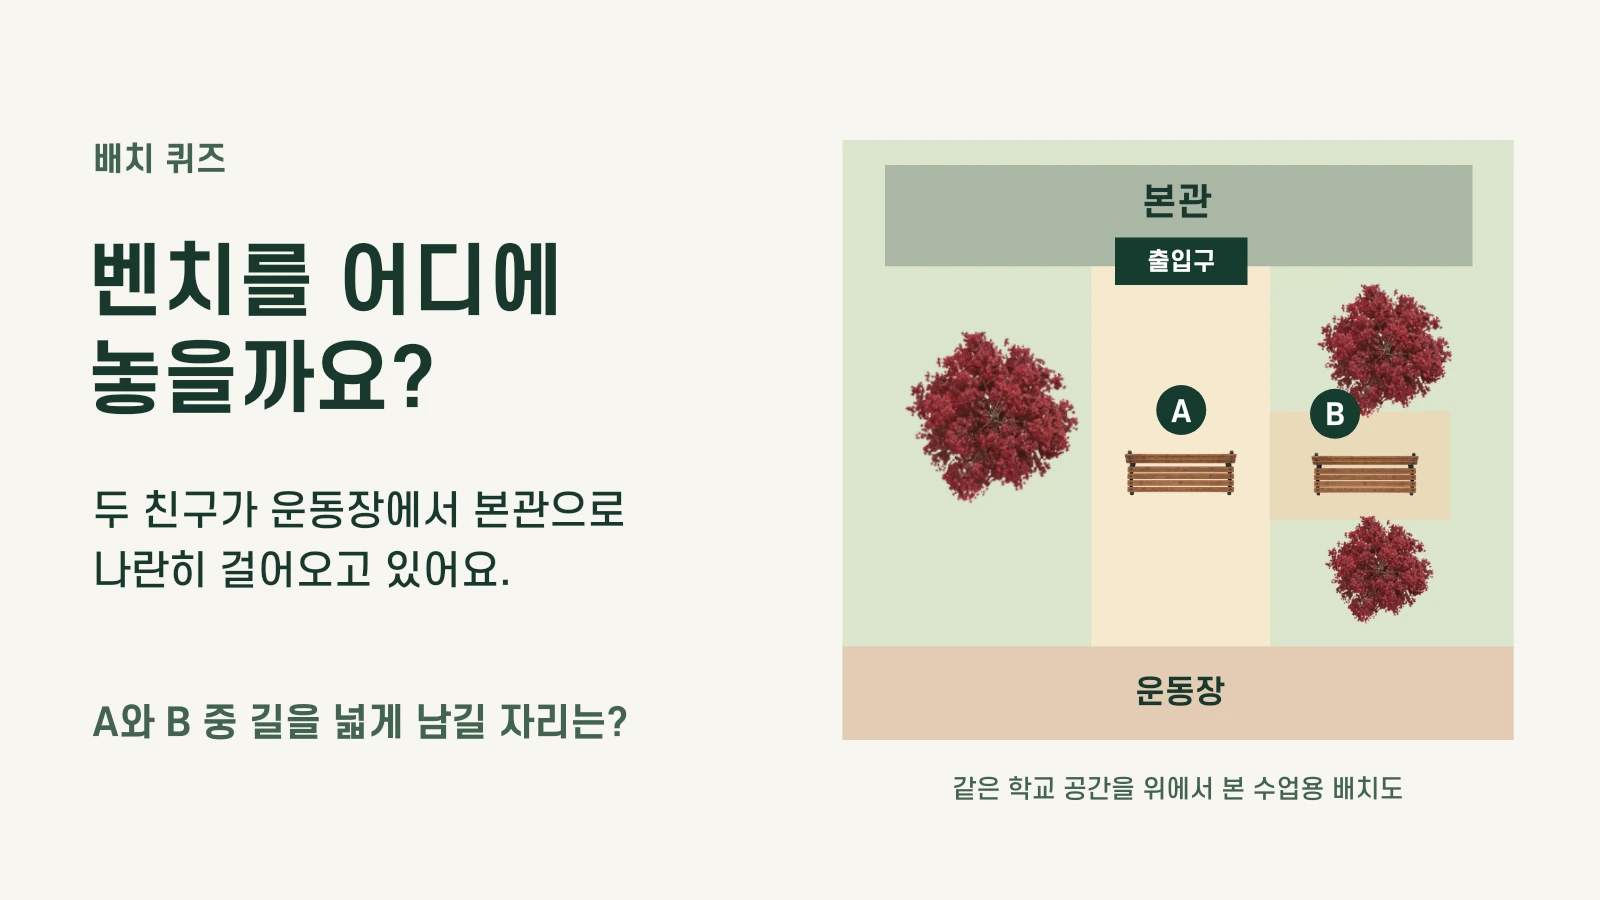 배치 퀴즈
벤치를 어디에
놓을까요?
두 친구가 운동장에서 본관으로
나란히 걸어오고 있어요.
A와 B 중 길을 넓게 남길 자리는?
본관
출입구
A
B
운동장
같은 학교 공간을 위에서 본 수업용 배치도